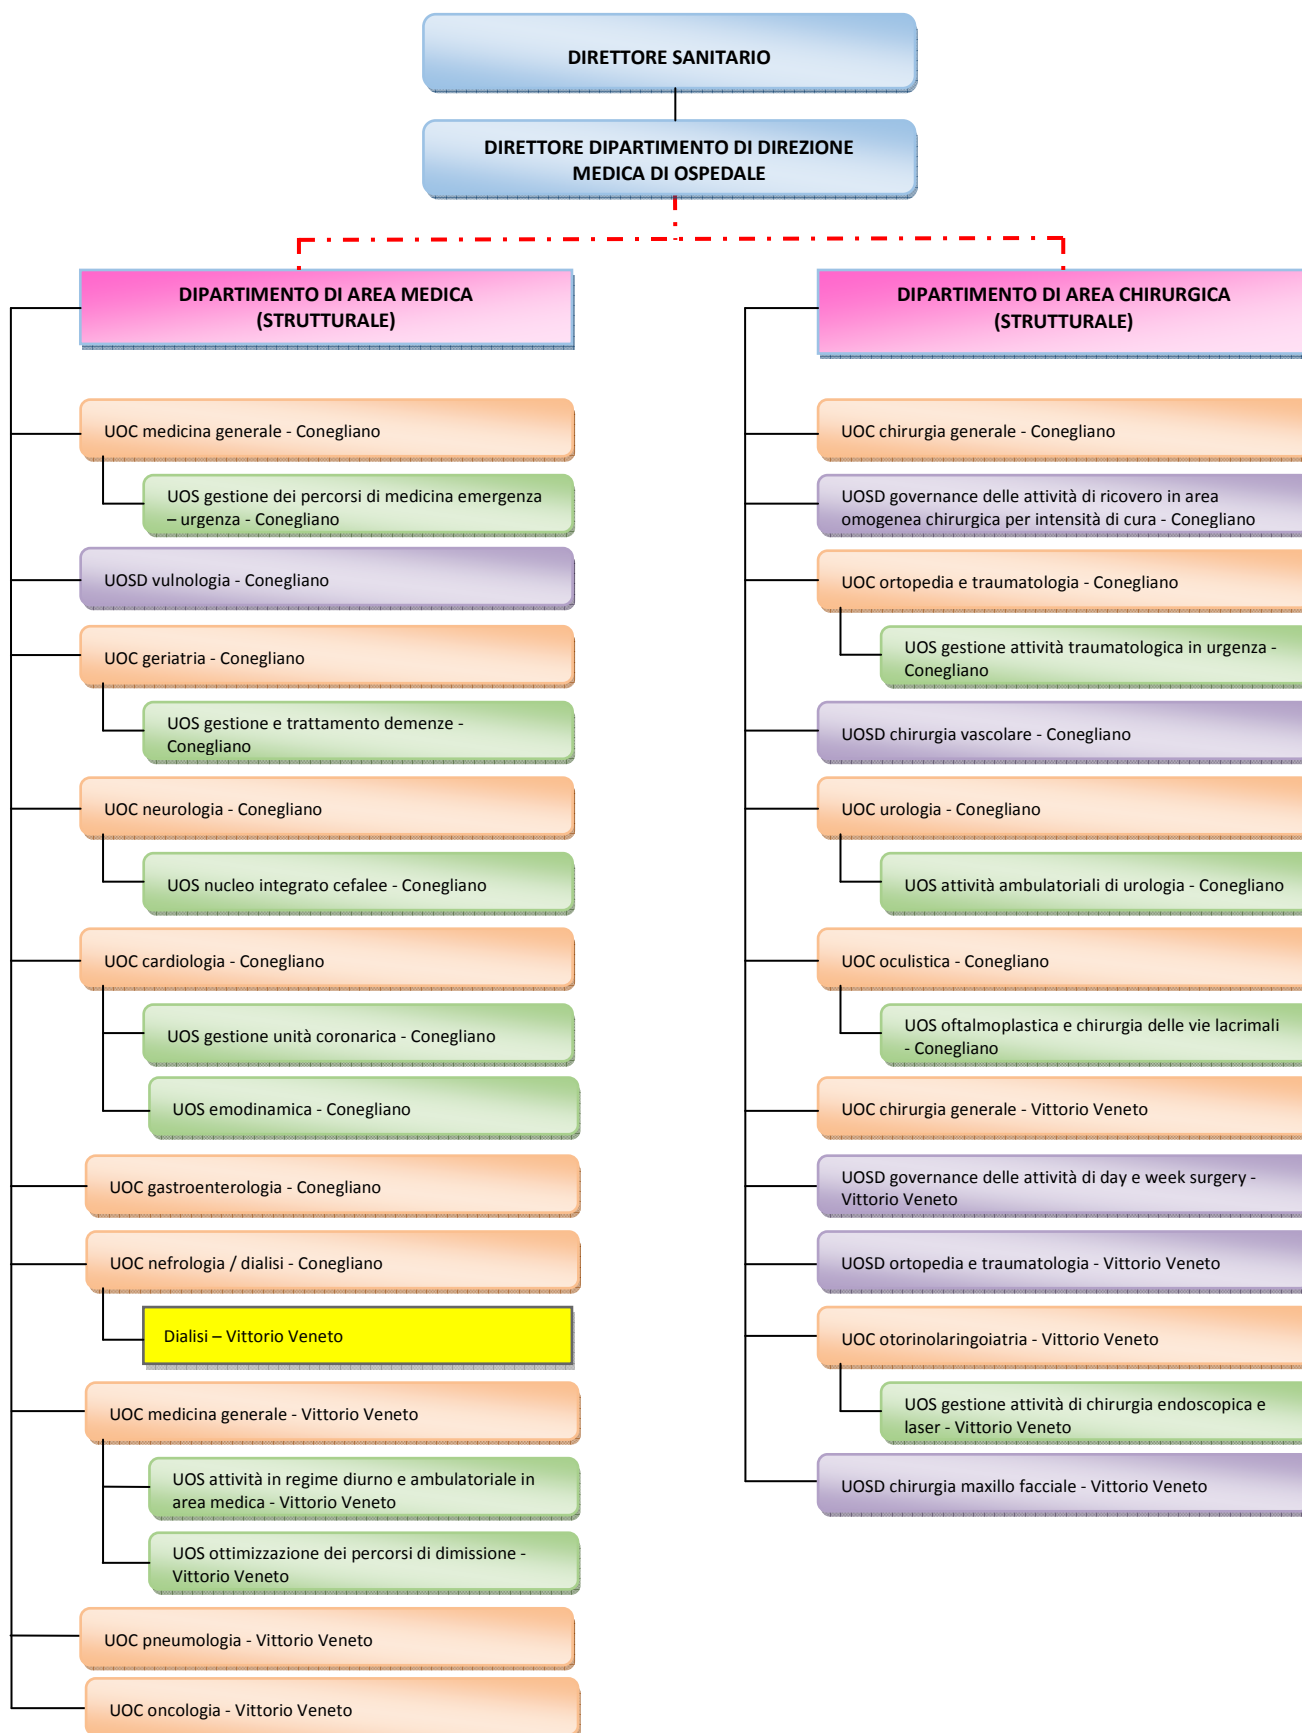 DIRETTORE SANITARIO
DIRETTORE DIPARTIMENTO DI DIREZIONE
MEDICA DI OSPEDALE
DIPARTIMENTO DI AREA MEDICA
(STRUTTURALE)
UOC medicina generale - Conegliano
UOS gestione dei percorsi di medicina emergenza
– urgenza - Conegliano
UOSD vulnologia - Conegliano
UOC geriatria - Conegliano
UOS gestione e trattamento demenze -
Conegliano
UOC neurologia - Conegliano
UOS nucleo integrato cefalee - Conegliano
UOC cardiologia - Conegliano
UOS gestione unità coronarica - Conegliano
UOS emodinamica - Conegliano
UOC gastroenterologia - Conegliano
UOC nefrologia / dialisi - Conegliano
Dialisi – Vittorio Veneto
UOC medicina generale - Vittorio Veneto
UOS attività in regime diurno e ambulatoriale in
area medica - Vittorio Veneto
UOS ottimizzazione dei percorsi di dimissione -
Vittorio Veneto
UOC pneumologia - Vittorio Veneto
UOC oncologia - Vittorio Veneto
DIPARTIMENTO DI AREA CHIRURGICA
(STRUTTURALE)
UOC chirurgia generale - Conegliano
UOSD governance delle attività di ricovero in area
omogenea chirurgica per intensità di cura - Conegliano
UOC ortopedia e traumatologia - Conegliano
UOS gestione attività traumatologica in urgenza -
Conegliano
UOSD chirurgia vascolare - Conegliano
UOC urologia - Conegliano
UOS attività ambulatoriali di urologia - Conegliano
UOC oculistica - Conegliano
UOS oftalmoplastica e chirurgia delle vie lacrimali
- Conegliano
UOC chirurgia generale - Vittorio Veneto
UOSD governance delle attività di day e week surgery -
Vittorio Veneto
UOSD ortopedia e traumatologia - Vittorio Veneto
UOC otorinolaringoiatria - Vittorio Veneto
UOS gestione attività di chirurgia endoscopica e
laser - Vittorio Veneto
UOSD chirurgia maxillo facciale - Vittorio Veneto